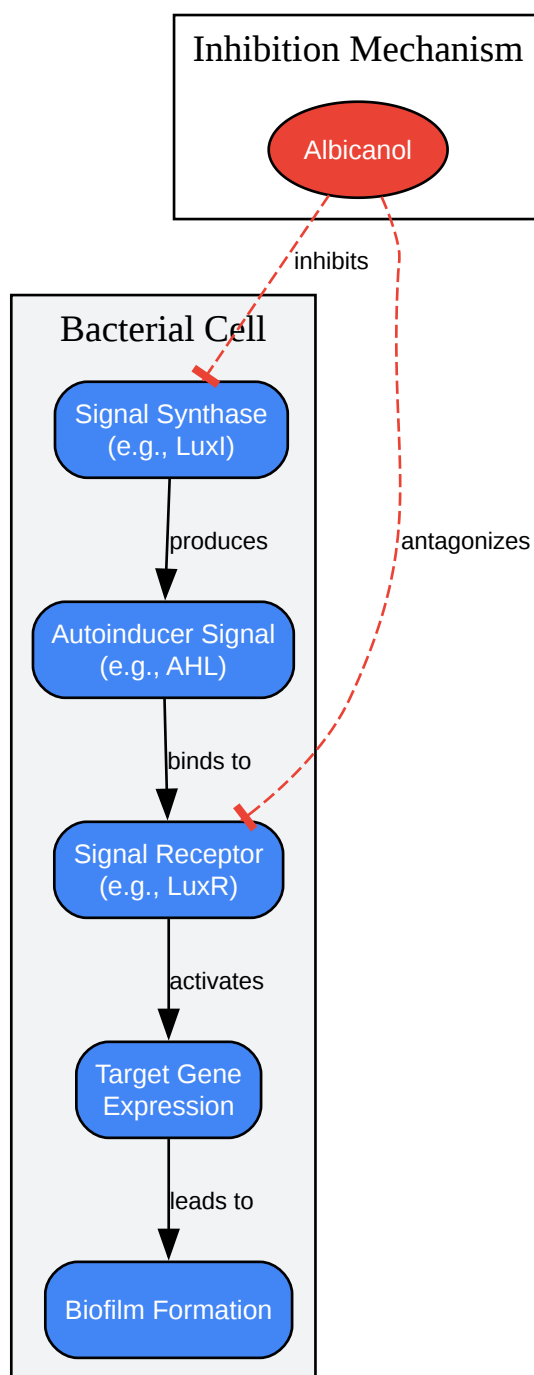 Inhibition Mechanism
Albicanol
inhibits
Bacterial Cell
Signal Synthase
(e.g., LuxI)
produces
antagonizes
Autoinducer Signal
(e.g., AHL)
binds to
Signal Receptor
(e.g., LuxR)
activates
Target Gene
Expression
leads to
Biofilm Formation